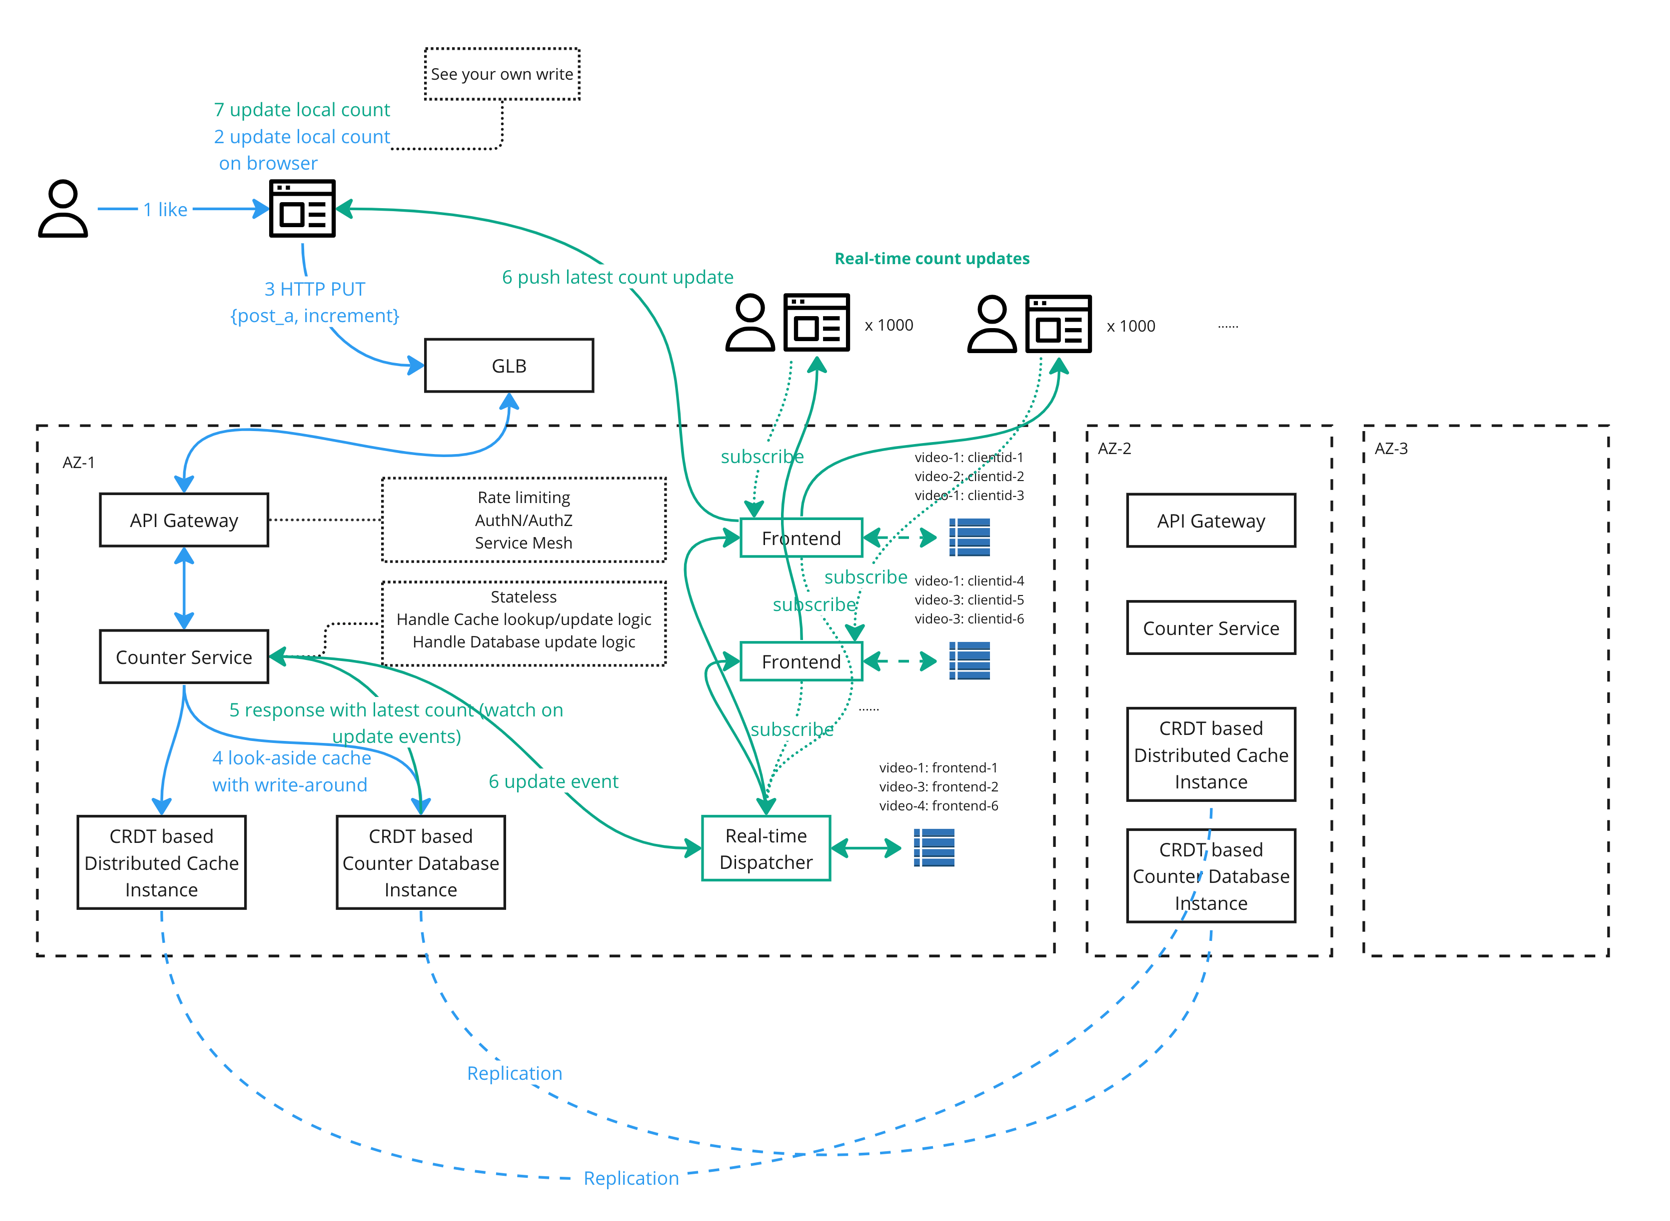 See your own write
7 update local count
2 update local count
on browser
1 like
6 push latest count update
Real-time count updates
3 HTTP PUT
{post_a, increment}
x 1000
x 1000
......
GLB
AZ-1
AZ-2
AZ-3
subscribe
video-1: clientid-1
video-2: clientid-2
video-1: clientid-3
API Gateway
Rate limiting
AuthN/AuthZ
Service Mesh
Frontend
API Gateway
subscribe
video-1: clientid-4
video-3: clientid-5
video-3: clientid-6
subscribe
Stateless
Handle Cache lookup/update logic
Handle Database update logic
Counter Service
Frontend
Counter Service
......
5 response with latest count (watch on
update events)
subscribe
4 look-aside cache
with write-around
6 update event
video-1: frontend-1
video-3: frontend-2
video-4: frontend-6
CRDT based
Distributed Cache
Instance
CRDT based
Distributed Cache
Instance
CRDT based
Counter Database
Instance
Real-time
Dispatcher
CRDT based
Counter Database
Instance
Replication
Replication